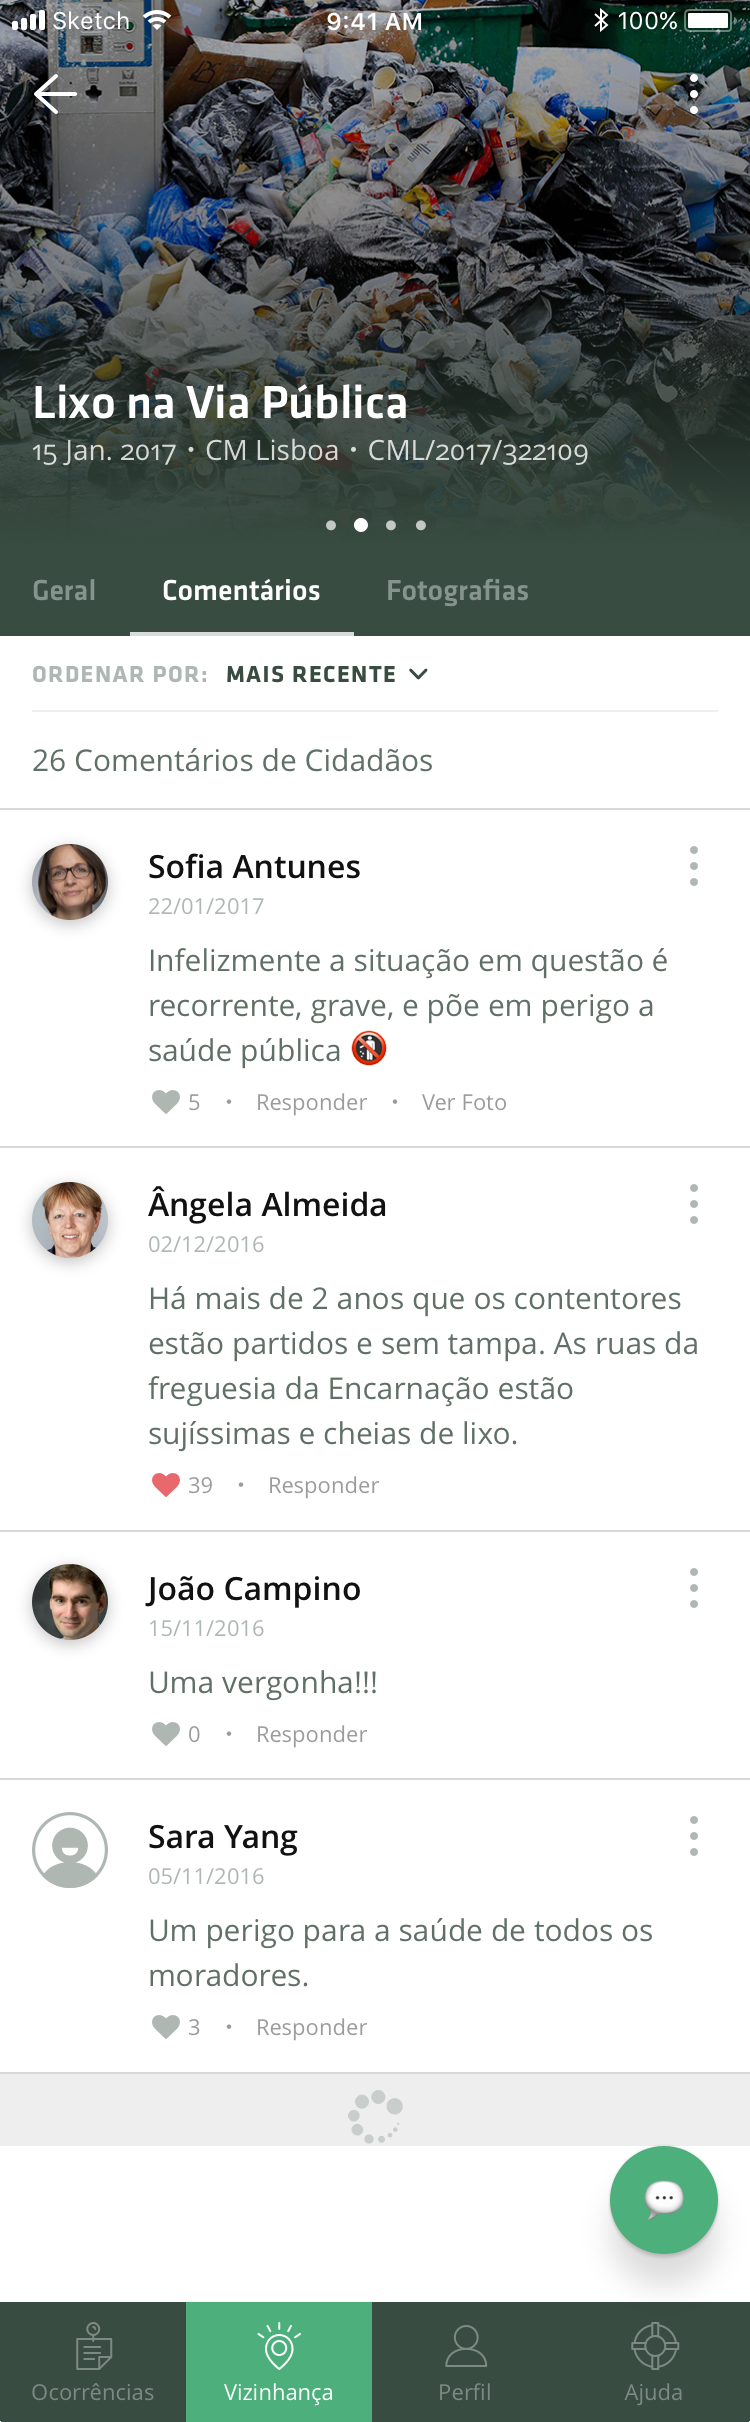 Sketch 9:41 AM 100%
Lixo na Via Pública
15 Jan. 2017 • CM Lisboa • CML/2017/322109
Geral Comentários Fotografias
ORDENAR POR: MAIS RECENTE
26 Comentários de Cidadãos
Sofia Antunes
22/01/2017
Infelizmente a situação em questão é
recorrente, grave, e põe em perigo a
saúde pública 🚯
5 • Responder • Ver Foto
Ângela Almeida
02/12/2016
Há mais de 2 anos que os contentores
estão partidos e sem tampa. As ruas da
freguesia da Encarnação estão
sujíssimas e cheias de lixo.
39 • Responder
João Campino
15/11/2016
Uma vergonha!!!
0 • Responder
Sara Yang
05/11/2016
Um perigo para a saúde de todos os
moradores.
3 • Responder
Ocorrências Vizinhança Perfil Ajuda